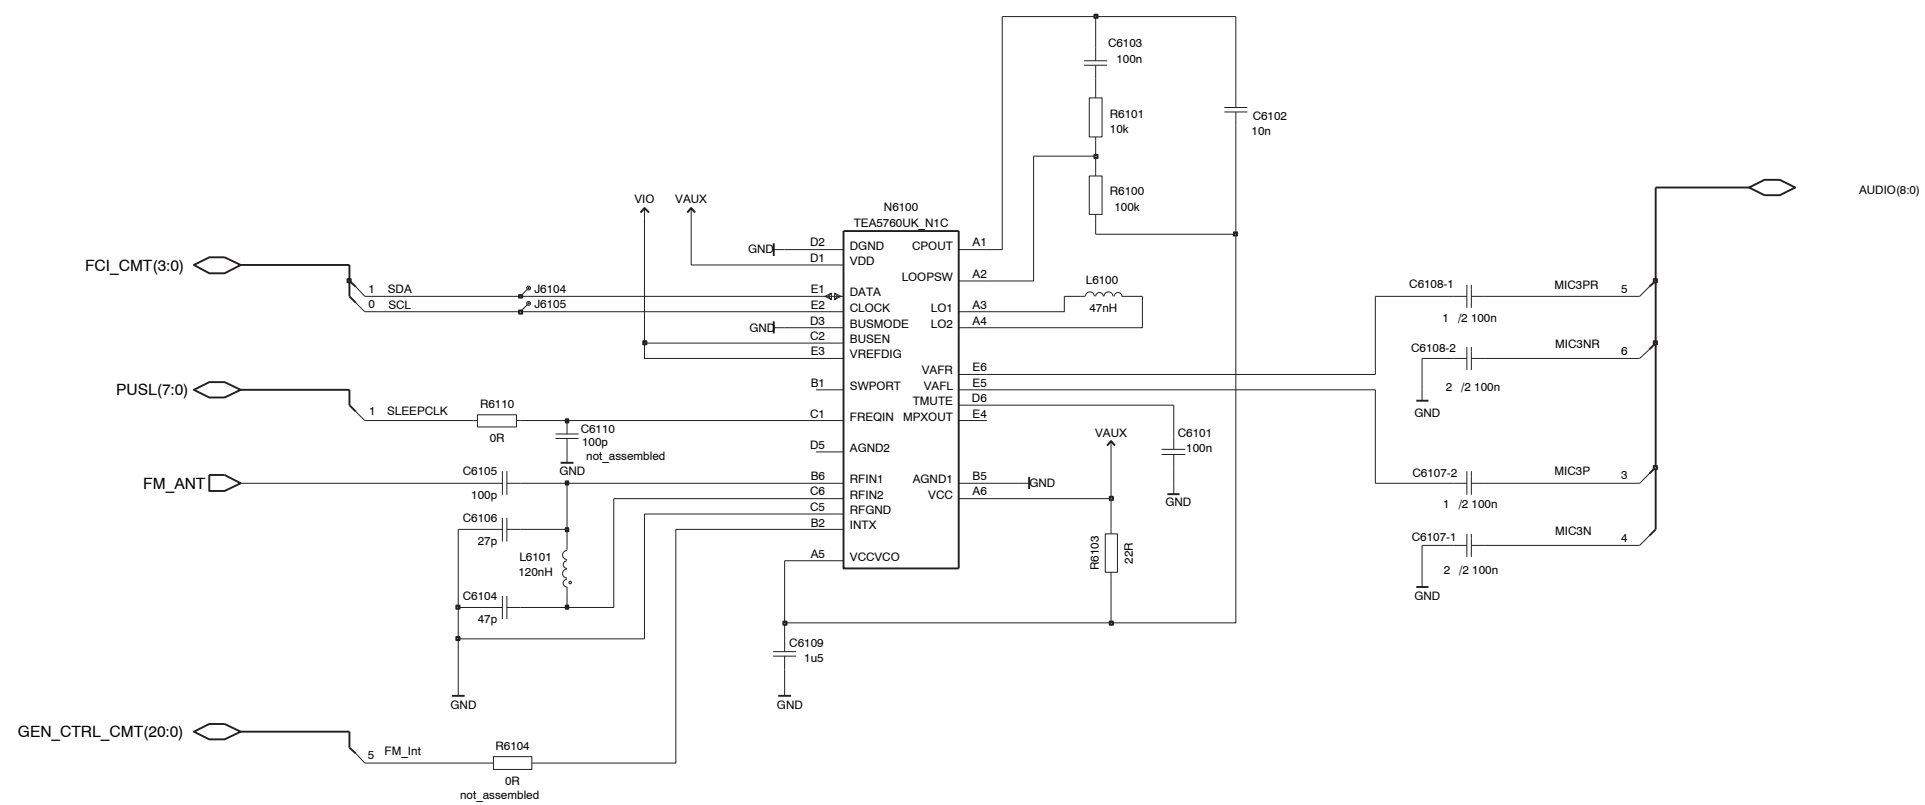 C6103
100n
R6101
10k
C6102
10n
R6100
100k
AUDIO(8:0)
VIO
VAUX
N6100
TEA5760UK_N1C
FCI_CMT(3:0)
1 SDA
0 SCL
J6104
J6105
GND
GND
D2
D1
E1
E2
D3
C2
E3
B1
C1
D5
B6
C6
C5
B2
A5
DGND
VDD
DATA
CLOCK
BUSMODE
BUSEN
VREFDIG
SWPORT
FREQIN
AGND2
RFIN1
RFIN2
RFGND
INTX
VCCVCO
CPOUT
LOOPSW
LO1
LO2
VAFR
VAFL
TMUTE
MPXOUT
AGND1
VCC
A1
A2
A3
A4
E6
E5
D6
E4
B5
A6
L6100
47nH
GND
VAUX
C6101
100n
GND
R6103
22R
C6108-1
1 /2 100n
MIC3PR
5
C6108-2
2 /2 100n
MIC3NR
6
GND
C6107-2
1 /2 100n
MIC3P
3
C6107-1
2 /2 100n
MIC3N
4
GND
PUSL(7:0)
1 SLEEPCLK
R6110
0R
C6110
100p
not_assembled
GND
FM_ANT
C6105
100p
C6106
27p
L6101
120nH
C6104
47p
GND
C6109
1u5
GND
GEN_CTRL_CMT(20:0)
5 FM_Int
R6104
0R
not_assembled